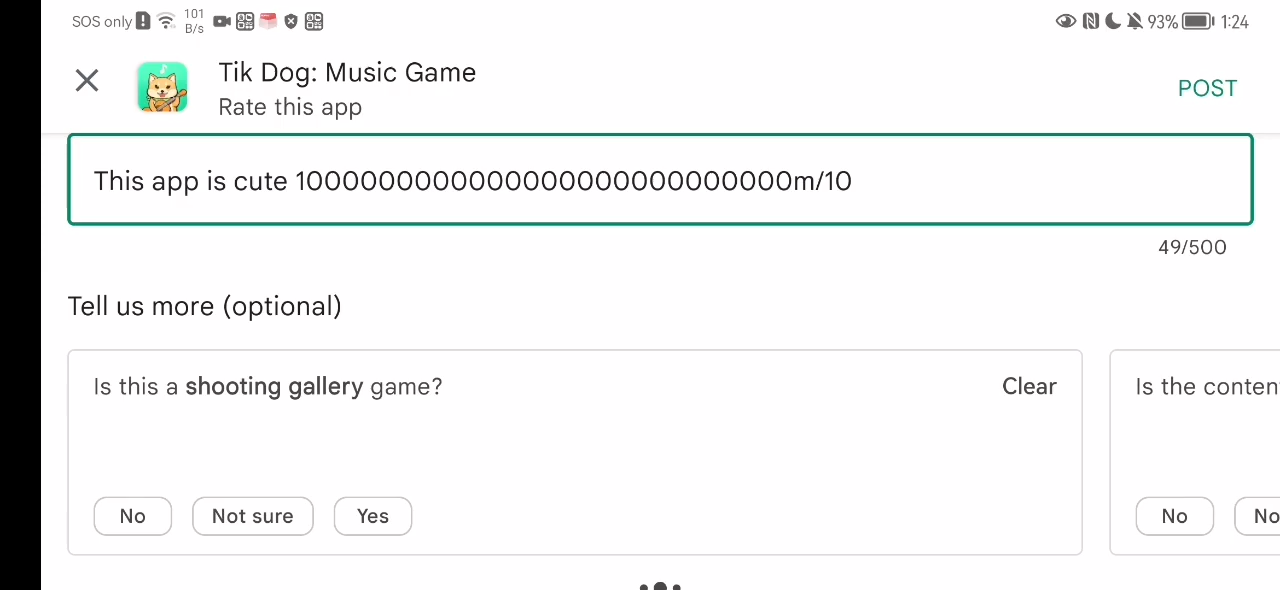 SOS only 101 B/s 93% 1:24
Tik Dog: Music Game
Rate this app
POST
This app is cute 1000000000000000000000000000m/10
49/500
Tell us more (optional)
Is this a shooting gallery game?
Clear
No Not sure Yes
Is the conten
No No